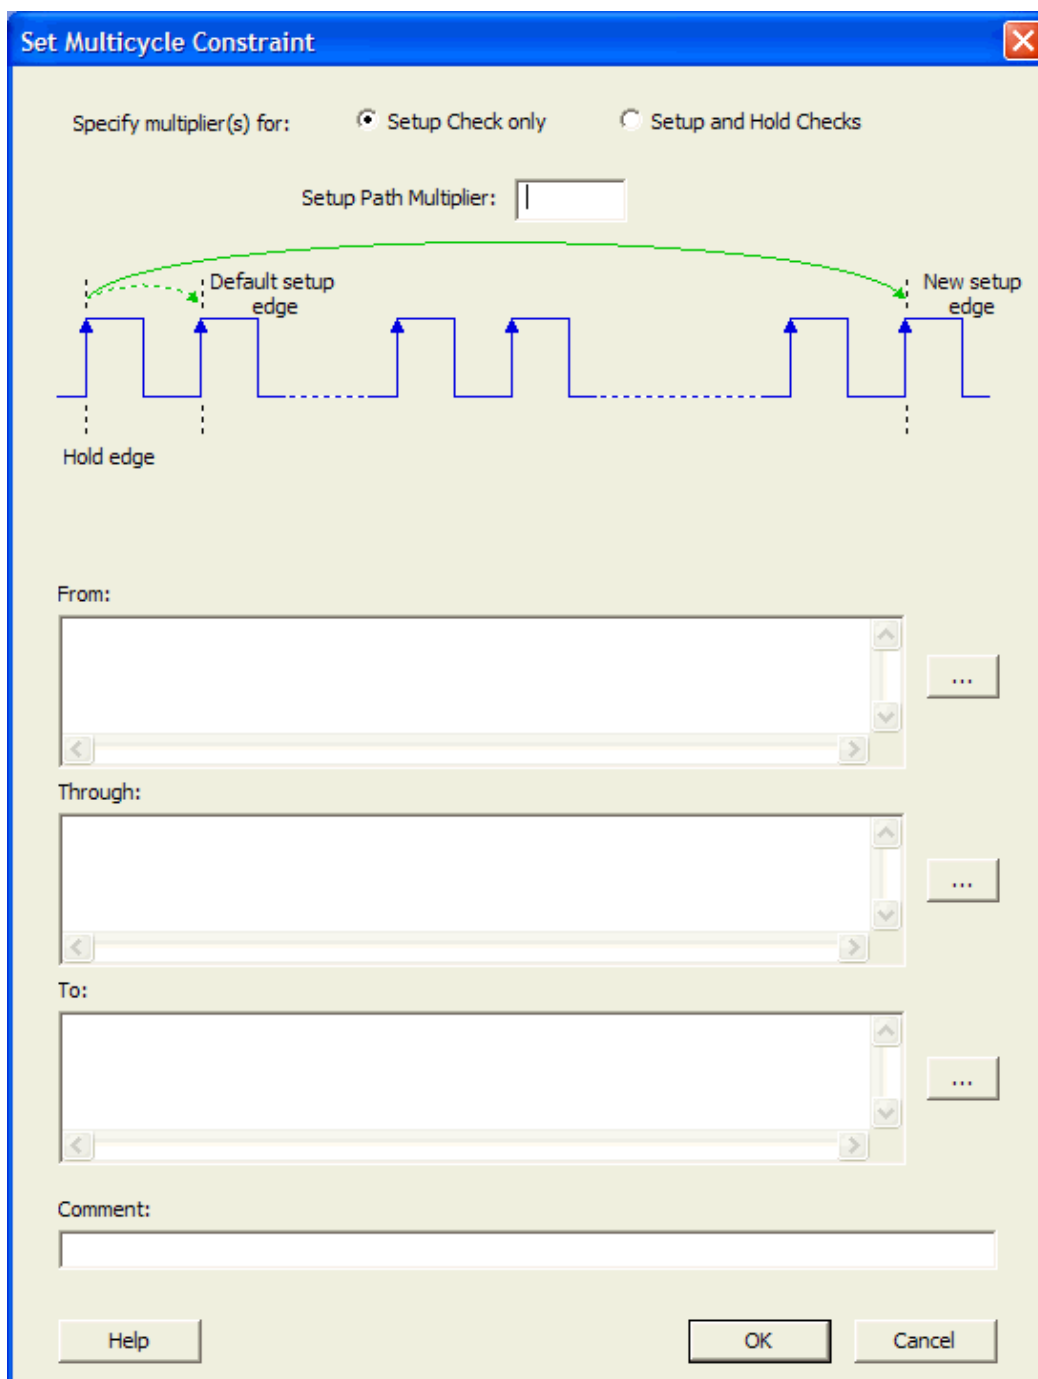 Set Multicycle Constraint
Specify multiplier(s) for: Setup Check only Setup and Hold Checks
Setup Path Multiplier:
Default setup
edge
New setup
edge
Hold edge
From:
...
Through:
...
To:
...
Comment:
Help OK Cancel